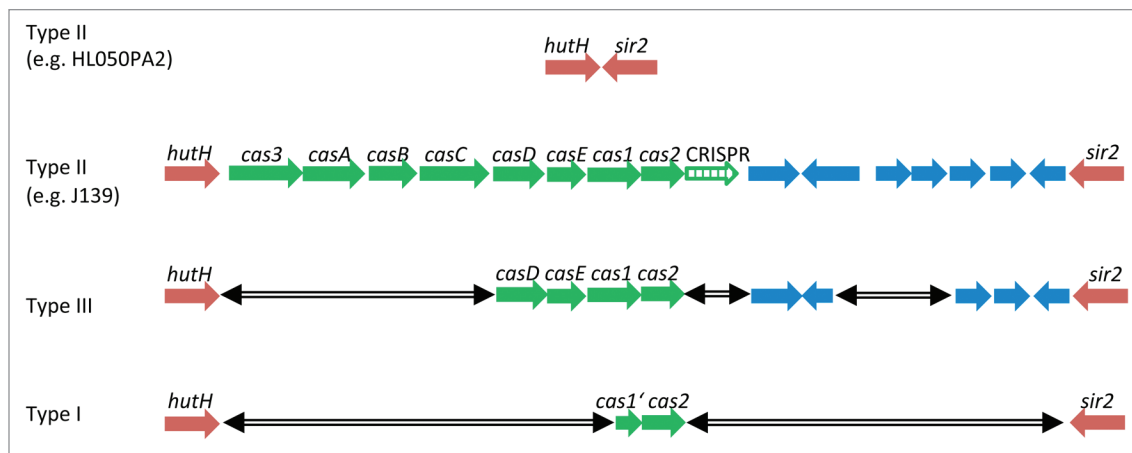 Type II
(e.g. HL050PA2)
hutH sir2
Type II
(e.g. J139)
hutH cas3 casA casB casC casD casE cas1 cas2 CRISPR sir2
Type III
hutH casD casE cas1 cas2 sir2
Type I
hutH cas1‘ cas2 sir2